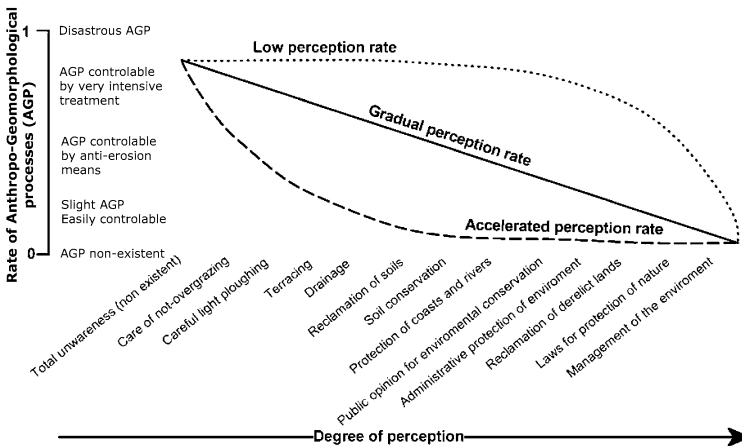 Rate of Anthropo-Geomorphological
processes (AGP)
1
0
Disastrous AGP
AGP controlable
by very intensive
treatment
AGP controlable
by anti-erosion
means
Slight AGP
Easily controlable
AGP non-existent
Low perception rate
Gradual perception rate
Accelerated perception rate
Total unwareness (non existent)
Care of not-overgrazing
Careful light ploughing
Terracing
Drainage
Reclamation of soils
Soil conservation
Protection of coasts and rivers
Public opinion for enviromental conservation
Administrative protection of enviroment
Reclamation of derelict lands
Laws for protection of nature
Management of the enviroment
Degree of perception